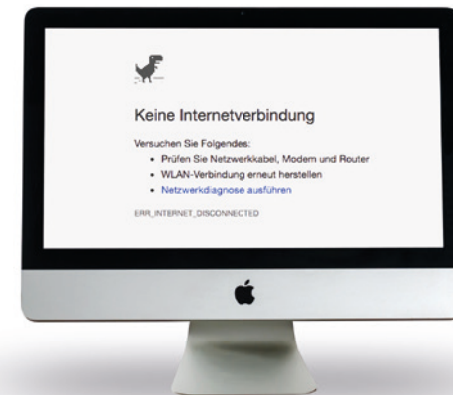 Keine Internetverbindung
Versuchen Sie Folgendes:
• Prüfen Sie Netzwerkkabel, Modem und Router
• WLAN-Verbindung erneut herstellen
• Netzwerkdiagnose ausführen
ERR_INTERNET_DISCONNECTED